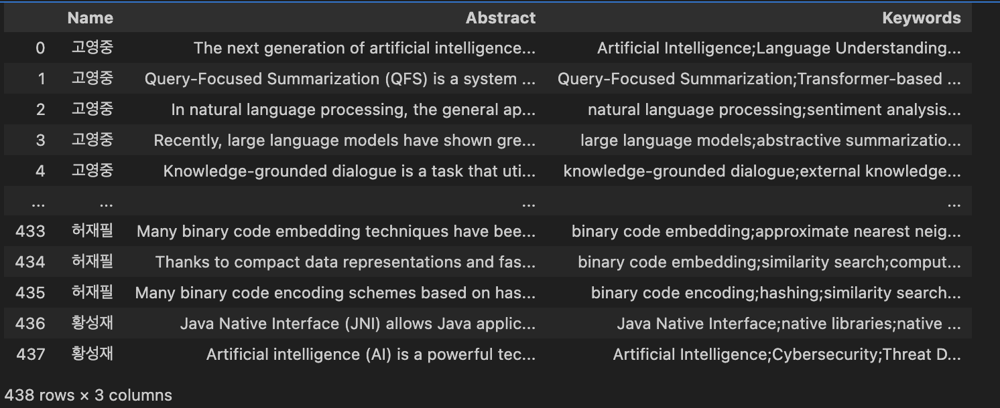 Name Abstract Keywords
0 고영중 The next generation of artificial intelligence... Artificial Intelligence;Language Understanding...
1 고영중 Query-Focused Summarization (QFS) is a system ... Query-Focused Summarization;Transformer-based ...
2 고영중 In natural language processing, the general ap... natural language processing;sentiment analysis...
3 고영중 Recently, large language models have shown gre... large language models;abstractive summarizatio...
4 고영중 Knowledge-grounded dialogue is a task that uti... knowledge-grounded dialogue;external knowledge...
... ... ... ...
433 허재필 Many binary code embedding techniques have bee... binary code embedding;approximate nearest neig...
434 허재필 Thanks to compact data representations and fas... binary code embedding;similarity search;comput...
435 허재필 Many binary code encoding schemes based on has... binary code encoding;hashing;similarity search...
436 황성재 Java Native Interface (JNI) allows Java applic... Java Native Interface;native libraries;native ...
437 황성재 Artificial intelligence (AI) is a powerful tec... Artificial Intelligence;Cybersecurity;Threat D...
438 rows × 3 columns